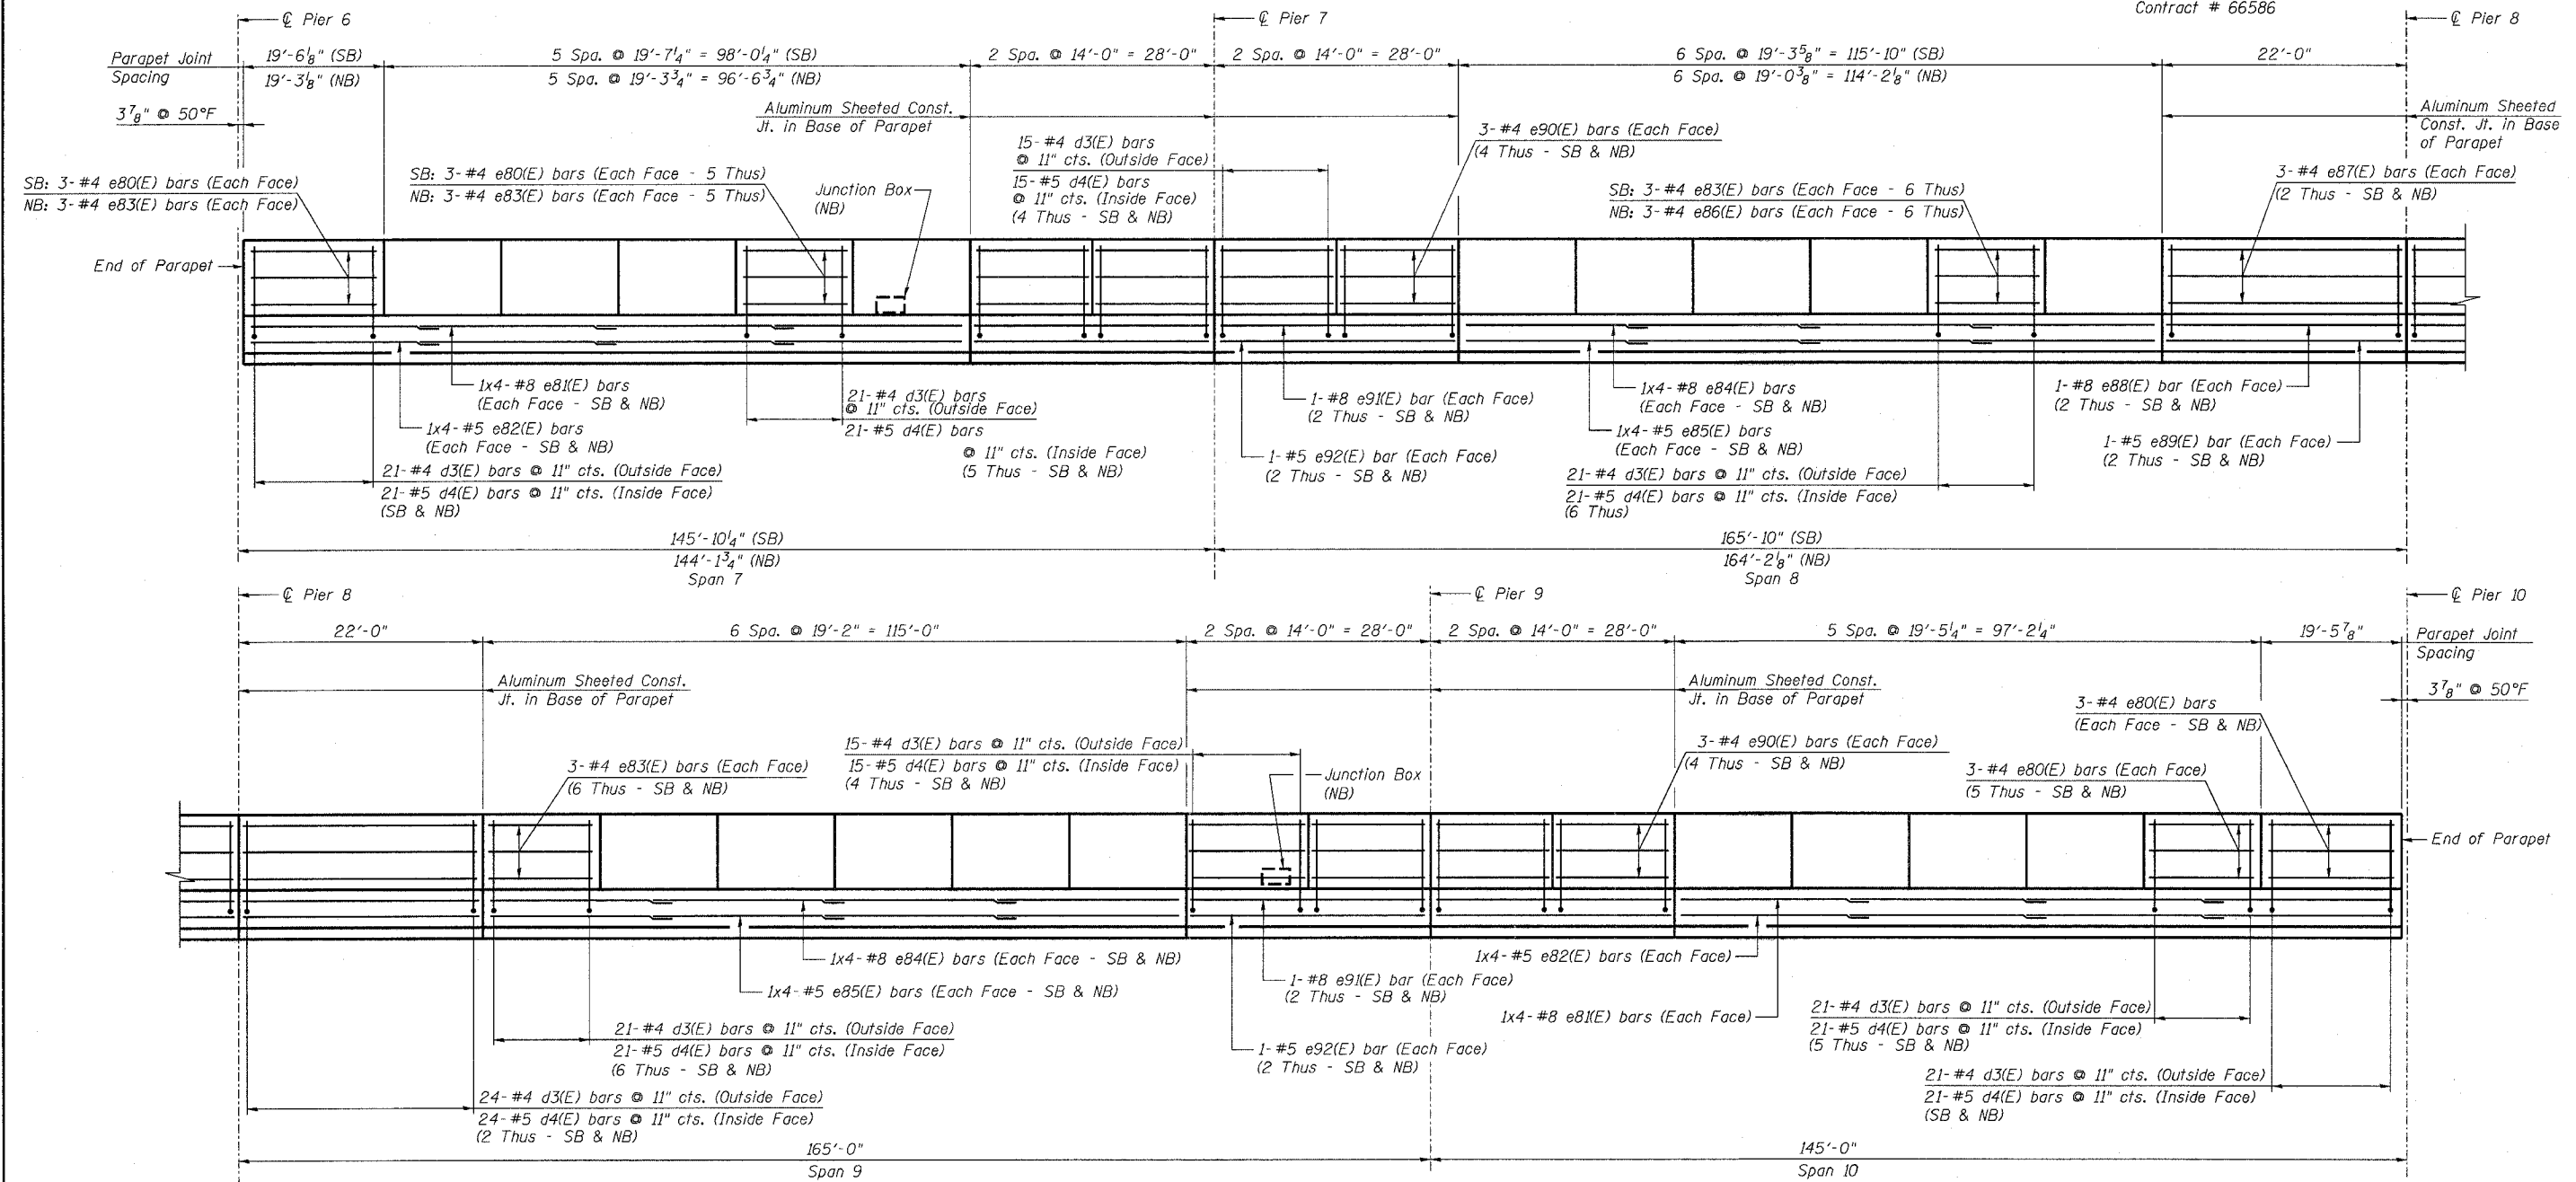 Contract # 66586
℄ Pier 6
℄ Pier 7
℄ Pier 8
Parapet Joint
Spacing
19'-6⅛" (SB)
19'-3⅛" (NB)
5 Spa. @ 19'-7¼" = 98'-0¼" (SB)
5 Spa. @ 19'-3¾" = 96'-6¾" (NB)
2 Spa. @ 14'-0" = 28'-0"
2 Spa. @ 14'-0" = 28'-0"
6 Spa. @ 19'-3⅝" = 115'-10" (SB)
6 Spa. @ 19'-0⅜" = 114'-2⅛" (NB)
22'-0"
3⅞" @ 50°F
Aluminum Sheeted Const.
Jt. in Base of Parapet
Aluminum Sheeted
Const. Jt. in Base
of Parapet
SB: 3-#4 e80(E) bars (Each Face)
NB: 3-#4 e83(E) bars (Each Face)
SB: 3-#4 e80(E) bars (Each Face - 5 Thus)
NB: 3-#4 e83(E) bars (Each Face - 5 Thus)
Junction Box
(NB)
15-#4 d3(E) bars
@ 11" cts. (Outside Face)
15-#5 d4(E) bars
@ 11" cts. (Inside Face)
(4 Thus - SB & NB)
3-#4 e90(E) bars (Each Face)
(4 Thus - SB & NB)
SB: 3-#4 e83(E) bars (Each Face - 6 Thus)
NB: 3-#4 e86(E) bars (Each Face - 6 Thus)
3-#4 e87(E) bars (Each Face)
(2 Thus - SB & NB)
End of Parapet
1x4-#8 e81(E) bars
(Each Face - SB & NB)
1x4-#5 e82(E) bars
(Each Face - SB & NB)
21-#4 d3(E) bars @ 11" cts. (Outside Face)
21-#5 d4(E) bars @ 11" cts. (Inside Face)
(SB & NB)
21-#4 d3(E) bars
@ 11" cts. (Outside Face)
21-#5 d4(E) bars
@ 11" cts. (Inside Face)
(5 Thus - SB & NB)
1-#8 e91(E) bar (Each Face)
(2 Thus - SB & NB)
1-#5 e92(E) bar (Each Face)
(2 Thus - SB & NB)
1x4-#8 e84(E) bars
(Each Face - SB & NB)
1x4-#5 e85(E) bars
(Each Face - SB & NB)
21-#4 d3(E) bars @ 11" cts. (Outside Face)
21-#5 d4(E) bars @ 11" cts. (Inside Face)
(6 Thus)
1-#8 e88(E) bar (Each Face)
(2 Thus - SB & NB)
1-#5 e89(E) bar (Each Face)
(2 Thus - SB & NB)
145'-10¼" (SB)
144'-1¾" (NB)
Span 7
165'-10" (SB)
164'-2⅛" (NB)
Span 8
℄ Pier 8
℄ Pier 9
℄ Pier 10
22'-0"
6 Spa. @ 19'-2" = 115'-0"
2 Spa. @ 14'-0" = 28'-0"
2 Spa. @ 14'-0" = 28'-0"
5 Spa. @ 19'-5¼" = 97'-2¼"
19'-5⅞"
Parapet Joint
Spacing
Aluminum Sheeted Const.
Jt. in Base of Parapet
Aluminum Sheeted Const.
Jt. in Base of Parapet
3⅞" @ 50°F
3-#4 e83(E) bars (Each Face)
(6 Thus - SB & NB)
15-#4 d3(E) bars @ 11" cts. (Outside Face)
15-#5 d4(E) bars @ 11" cts. (Inside Face)
(4 Thus - SB & NB)
Junction Box
(NB)
3-#4 e90(E) bars (Each Face)
(4 Thus - SB & NB)
3-#4 e80(E) bars
(Each Face - SB & NB)
3-#4 e80(E) bars (Each Face)
(5 Thus - SB & NB)
End of Parapet
1x4-#8 e84(E) bars (Each Face - SB & NB)
1x4-#5 e85(E) bars (Each Face - SB & NB)
21-#4 d3(E) bars @ 11" cts. (Outside Face)
21-#5 d4(E) bars @ 11" cts. (Inside Face)
(6 Thus - SB & NB)
24-#4 d3(E) bars @ 11" cts. (Outside Face)
24-#5 d4(E) bars @ 11" cts. (Inside Face)
(2 Thus - SB & NB)
1-#8 e91(E) bar (Each Face)
(2 Thus - SB & NB)
1-#5 e92(E) bar (Each Face)
(2 Thus - SB & NB)
1x4-#5 e82(E) bars (Each Face)
1x4-#8 e81(E) bars (Each Face)
21-#4 d3(E) bars @ 11" cts. (Outside Face)
21-#5 d4(E) bars @ 11" cts. (Inside Face)
(5 Thus - SB & NB)
21-#4 d3(E) bars @ 11" cts. (Outside Face)
21-#5 d4(E) bars @ 11" cts. (Inside Face)
(SB & NB)
165'-0"
Span 9
145'-0"
Span 10